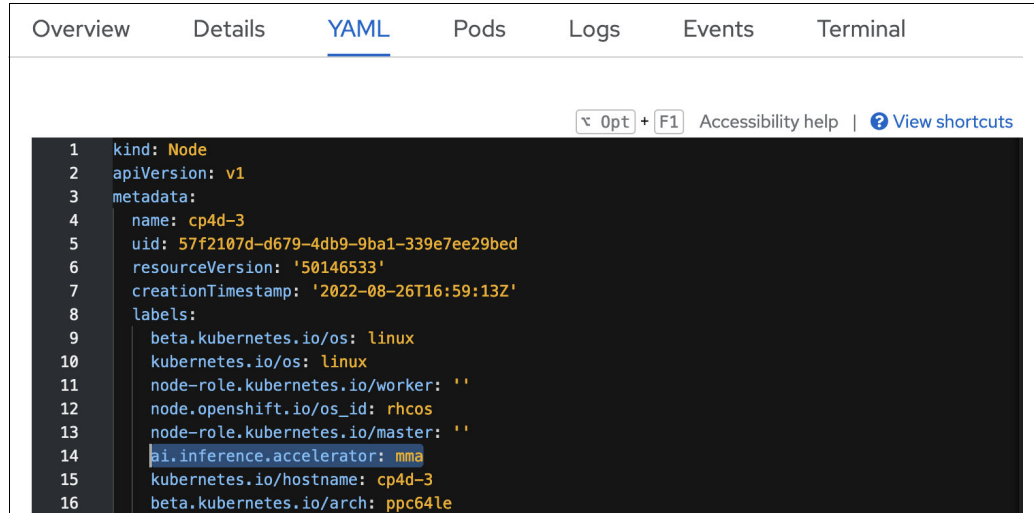 Overview Details YAML Pods Logs Events Terminal
⌥ Opt + F1 Accessibility help | ? View shortcuts
1 kind: Node
2 apiVersion: v1
3 metadata:
4 name: cp4d-3
5 uid: 57f2107d-d679-4db9-9ba1-339e7ee29bed
6 resourceVersion: '50146533'
7 creationTimestamp: '2022-08-26T16:59:13Z'
8 labels:
9 beta.kubernetes.io/os: linux
10 kubernetes.io/os: linux
11 node-role.kubernetes.io/worker: ''
12 node.openshift.io/os_id: rhcos
13 node-role.kubernetes.io/master: ''
14 ai.inference.accelerator: mma
15 kubernetes.io/hostname: cp4d-3
16 beta.kubernetes.io/arch: ppc64le